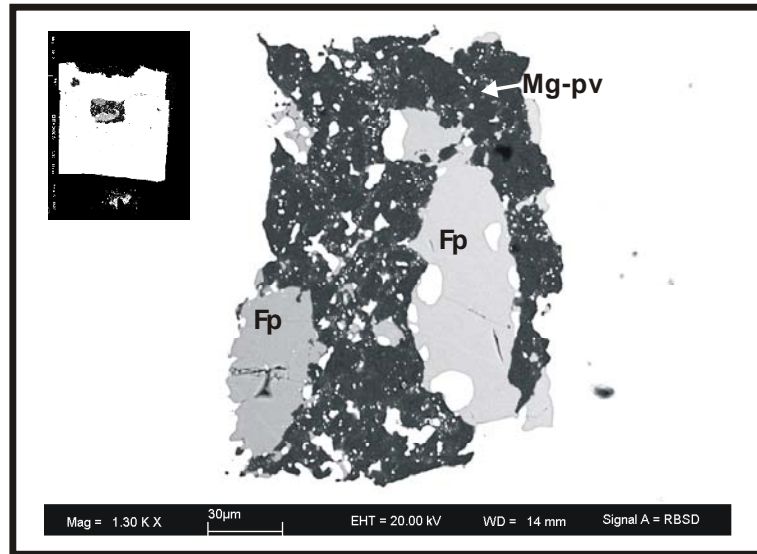 Mg-pv
Fp
Fp
Mag = 1.30 K X
30µm
EHT = 20.00 kV
WD = 14 mm
Signal A = RBSD